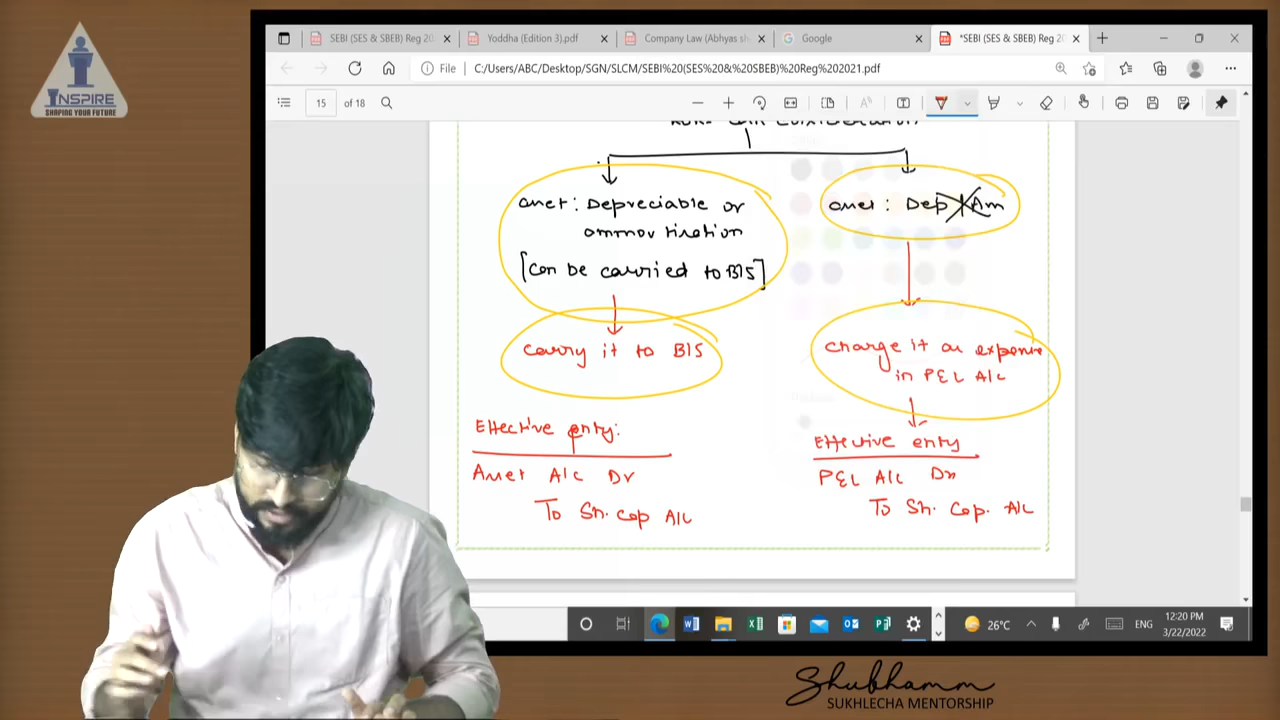 INSPIRE
SHAPING YOUR FUTURE
SEBI (SES & SBEB) Reg 20
Yoddha (Edition 3).pdf
Company Law (Abhyas sh
Google
*SEBI (SES & SBEB) Reg 20
File
C:/Users/ABC/Desktop/SGN/SLCM/SEBI%20(SES%20&%20SBEB)%20Reg%202021.pdf
15 of 18
Asset: Depreciable or
ammortisation
[can be carried to B/S]
Asset: Dep/Am
carry it to B/S
charge it as expense
in P&L A/c
Effective entry:
Asset A/c Dr
To Sh. Cap A/c
Effective entry
P&L A/c Dr
To Sh. Cap. A/c
26°C
ENG
12:20 PM
3/22/2022
Shubhamm
SUKHLECHA MENTORSHIP